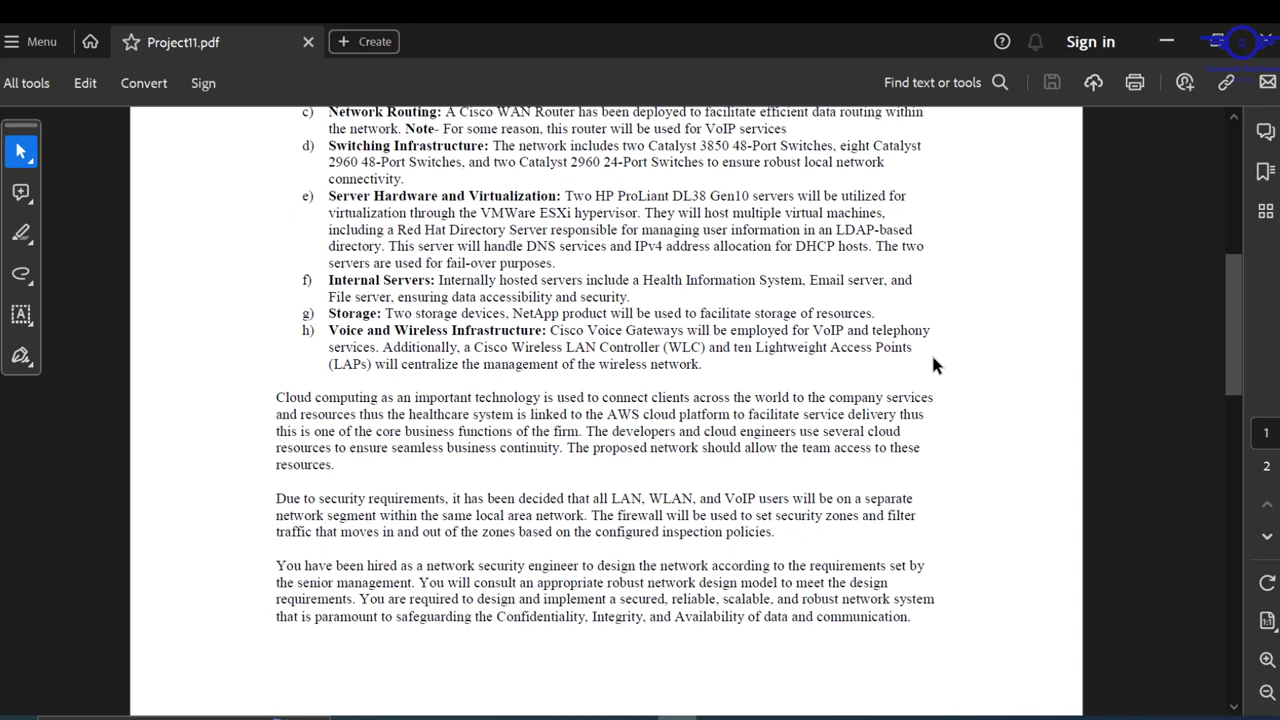 Menu
Project11.pdf
Create
Sign in
All tools
Edit
Convert
Sign
Find text or tools
c) Network Routing: A Cisco WAN Router has been deployed to facilitate efficient data routing within
the network. Note- For some reason, this router will be used for VoIP services
d) Switching Infrastructure: The network includes two Catalyst 3850 48-Port Switches, eight Catalyst
2960 48-Port Switches, and two Catalyst 2960 24-Port Switches to ensure robust local network
connectivity.
e) Server Hardware and Virtualization: Two HP ProLiant DL38 Gen10 servers will be utilized for
virtualization through the VMWare ESXi hypervisor. They will host multiple virtual machines,
including a Red Hat Directory Server responsible for managing user information in an LDAP-based
directory. This server will handle DNS services and IPv4 address allocation for DHCP hosts. The two
servers are used for fail-over purposes.
f) Internal Servers: Internally hosted servers include a Health Information System, Email server, and
File server, ensuring data accessibility and security.
g) Storage: Two storage devices, NetApp product will be used to facilitate storage of resources.
h) Voice and Wireless Infrastructure: Cisco Voice Gateways will be employed for VoIP and telephony
services. Additionally, a Cisco Wireless LAN Controller (WLC) and ten Lightweight Access Points
(LAPs) will centralize the management of the wireless network.
Cloud computing as an important technology is used to connect clients across the world to the company services
and resources thus the healthcare system is linked to the AWS cloud platform to facilitate service delivery thus
this is one of the core business functions of the firm. The developers and cloud engineers use several cloud
resources to ensure seamless business continuity. The proposed network should allow the team access to these
resources.
Due to security requirements, it has been decided that all LAN, WLAN, and VoIP users will be on a separate
network segment within the same local area network. The firewall will be used to set security zones and filter
traffic that moves in and out of the zones based on the configured inspection policies.
You have been hired as a network security engineer to design the network according to the requirements set by
the senior management. You will consult an appropriate robust network design model to meet the design
requirements. You are required to design and implement a secured, reliable, scalable, and robust network system
that is paramount to safeguarding the Confidentiality, Integrity, and Availability of data and communication.
1
2
1:1